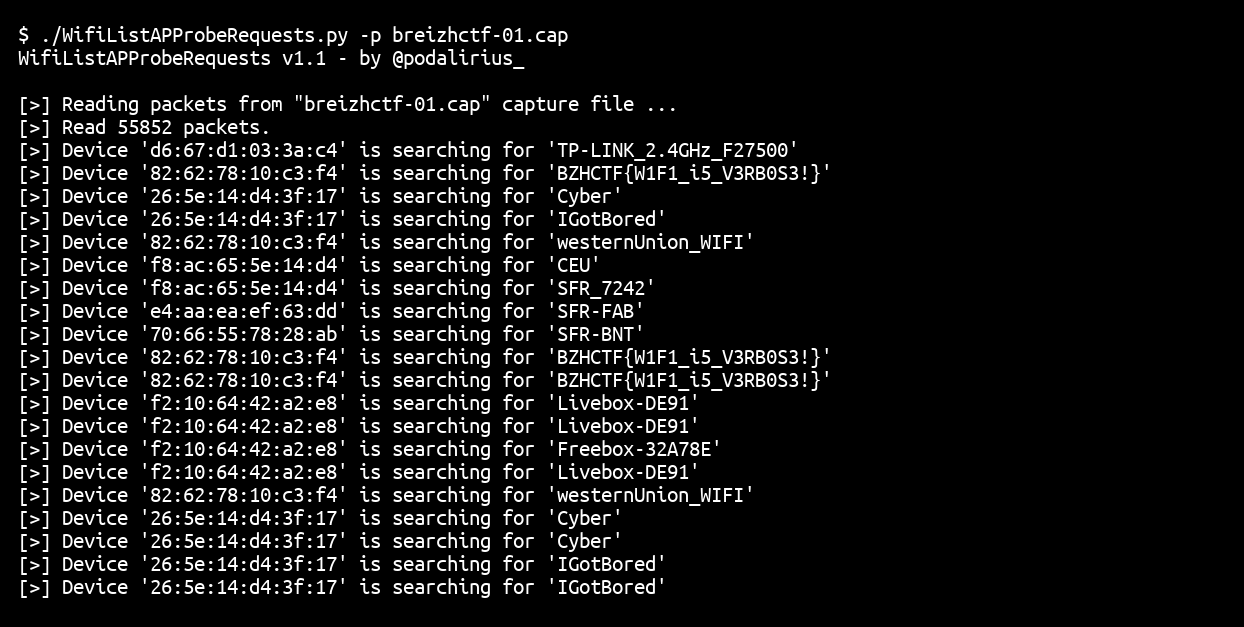 $ ./WifiListAPProbeRequests.py -p breizhctf-01.cap
WifiListAPProbeRequests v1.1 - by @podalirius_
[>] Reading packets from "breizhctf-01.cap" capture file ...
[>] Read 55852 packets.
[>] Device 'd6:67:d1:03:3a:c4' is searching for 'TP-LINK_2.4GHz_F27500'
[>] Device '82:62:78:10:c3:f4' is searching for 'BZHCTF{W1F1_i5_V3RB0S3!}'
[>] Device '26:5e:14:d4:3f:17' is searching for 'Cyber'
[>] Device '26:5e:14:d4:3f:17' is searching for 'IGotBored'
[>] Device '82:62:78:10:c3:f4' is searching for 'westernUnion_WIFI'
[>] Device 'f8:ac:65:5e:14:d4' is searching for 'CEU'
[>] Device 'f8:ac:65:5e:14:d4' is searching for 'SFR_7242'
[>] Device 'e4:aa:ea:ef:63:dd' is searching for 'SFR-FAB'
[>] Device '70:66:55:78:28:ab' is searching for 'SFR-BNT'
[>] Device '82:62:78:10:c3:f4' is searching for 'BZHCTF{W1F1_i5_V3RB0S3!}'
[>] Device '82:62:78:10:c3:f4' is searching for 'BZHCTF{W1F1_i5_V3RB0S3!}'
[>] Device 'f2:10:64:42:a2:e8' is searching for 'Livebox-DE91'
[>] Device 'f2:10:64:42:a2:e8' is searching for 'Livebox-DE91'
[>] Device 'f2:10:64:42:a2:e8' is searching for 'Freebox-32A78E'
[>] Device 'f2:10:64:42:a2:e8' is searching for 'Livebox-DE91'
[>] Device '82:62:78:10:c3:f4' is searching for 'westernUnion_WIFI'
[>] Device '26:5e:14:d4:3f:17' is searching for 'Cyber'
[>] Device '26:5e:14:d4:3f:17' is searching for 'Cyber'
[>] Device '26:5e:14:d4:3f:17' is searching for 'IGotBored'
[>] Device '26:5e:14:d4:3f:17' is searching for 'IGotBored'